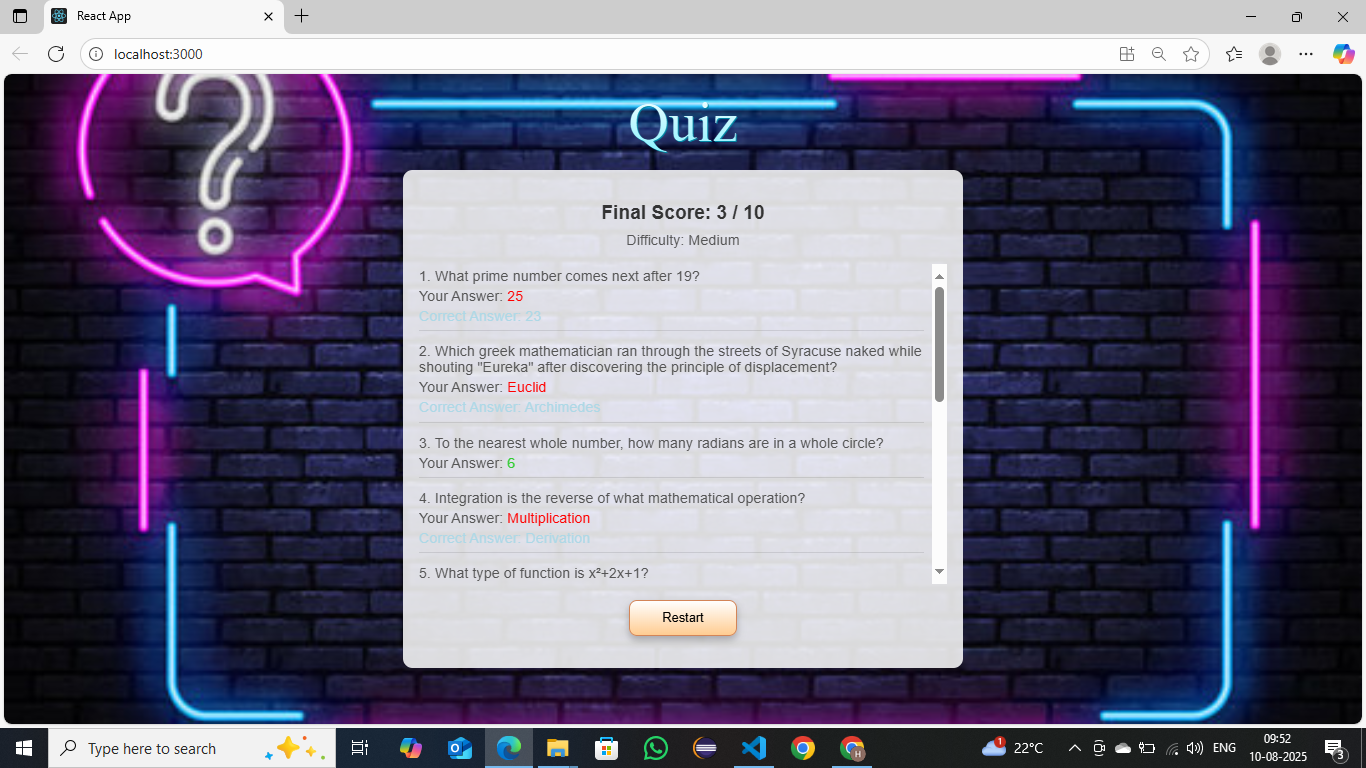 React App
localhost:3000
Quiz
Final Score: 3 / 10
Difficulty: Medium
1. What prime number comes next after 19?
Your Answer: 25
Correct Answer: 23
2. Which greek mathematician ran through the streets of Syracuse naked while
shouting "Eureka" after discovering the principle of displacement?
Your Answer: Euclid
Correct Answer: Archimedes
3. To the nearest whole number, how many radians are in a whole circle?
Your Answer: 6
4. Integration is the reverse of what mathematical operation?
Your Answer: Multiplication
Correct Answer: Derivation
5. What type of function is x²+2x+1?
Restart
Type here to search
H
1
22°C
ENG
09:52
10-08-2025
3